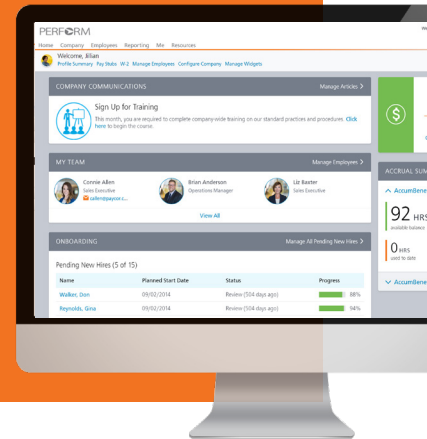 PERFORM
Home Company Employees Reporting Me Resources
Welcome, Jillian
Profile Summary Pay Stubs W-2 Manage Employees Configure Company Manage Widgets
COMPANY COMMUNICATIONS
Manage Articles >
Sign Up for Training
This month, you are required to complete company-wide training on our standard practices and procedures. Click
here to begin the course.
MY TEAM
Manage Employees >
Connie Allen
Sales Executive
callen@paycor.c...
Brian Anderson
Operations Manager
Liz Baxter
Sales Executive
View All
ONBOARDING
Manage All Pending New Hires >
Pending New Hires (5 of 15)
Name Planned Start Date Status Progress
Walker, Don 09/02/2014 Review (504 days ago) 88%
Reynolds, Gina 09/02/2014 Review (504 days ago) 94%
$
ACCRUAL SUM
AccumBene
92 HRS
available balance
0 HRS
used to date
AccumBene